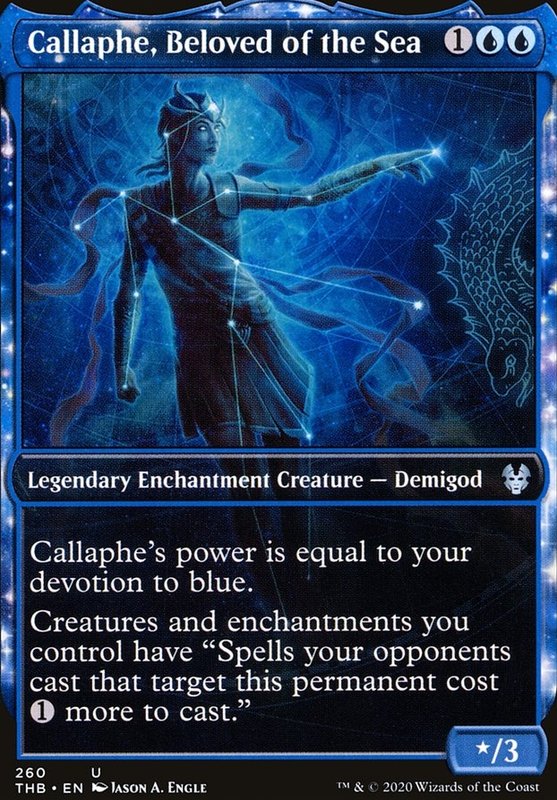 Callaphe, Beloved of the Sea 1
Legendary Enchantment Creature — Demigod
Callaphe's power is equal to your
devotion to blue.
Creatures and enchantments you
control have “Spells your opponents
cast that target this permanent cost
1 more to cast.”
*/3
260 U
THB • EN Jason A. Engle
™ & © 2020 Wizards of the Coast